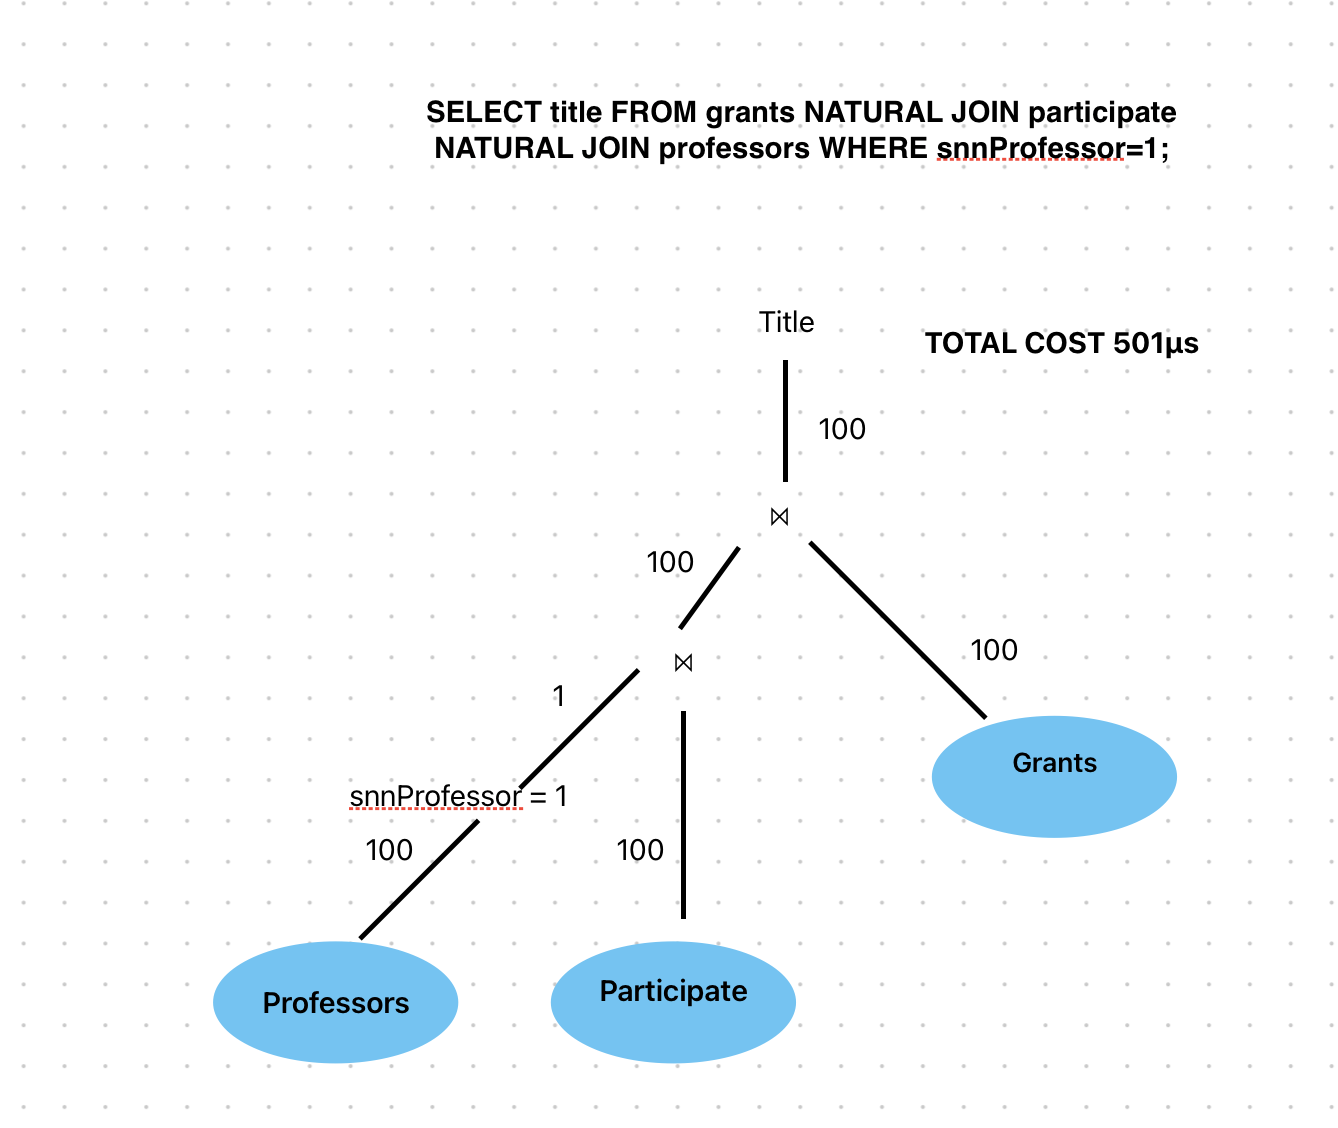 SELECT title FROM grants NATURAL JOIN participate
NATURAL JOIN professors WHERE snnProfessor=1;
Title
TOTAL COST 501µs
100
⋈
100
100
⋈
1
Grants
snnProfessor = 1
100
100
Participate
Professors